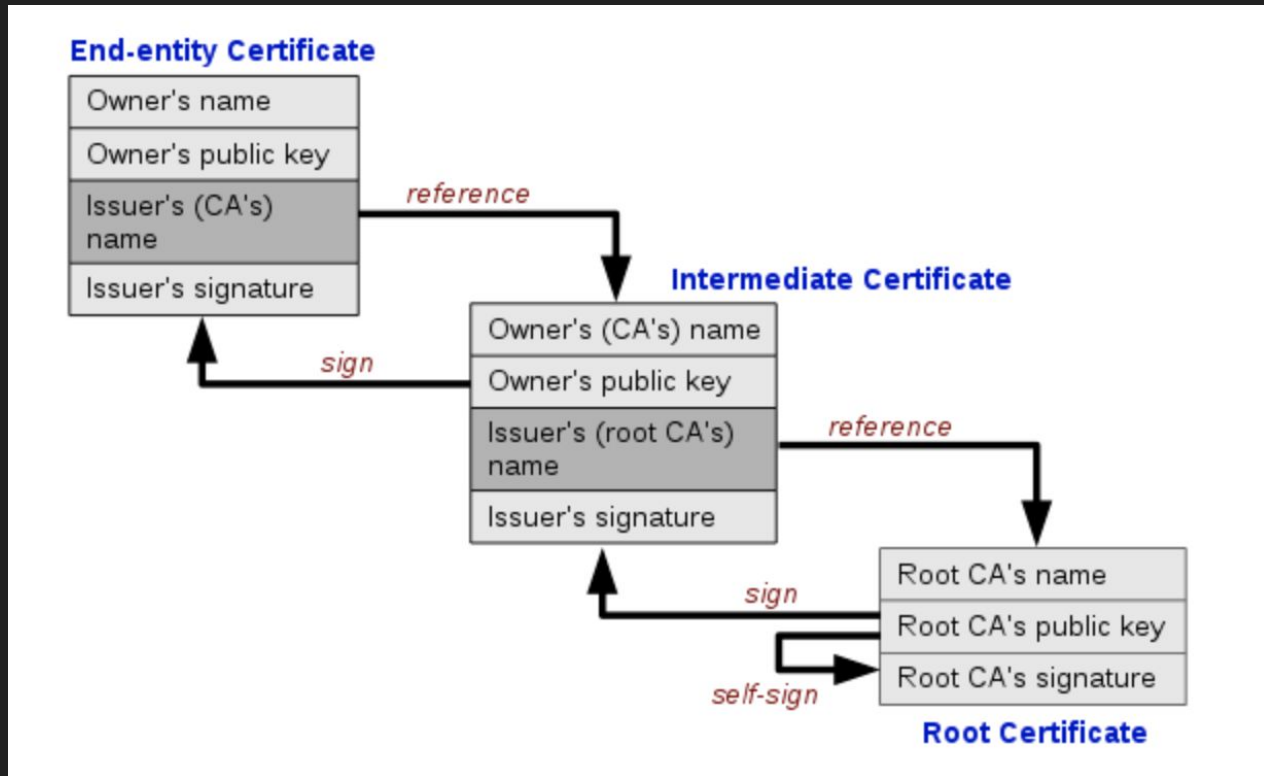 End-entity Certificate
Owner's name
Owner's public key
Issuer's (CA's)
name
Issuer's signature
reference
sign
Intermediate Certificate
Owner's (CA's) name
Owner's public key
Issuer's (root CA's)
name
Issuer's signature
reference
sign
self-sign
Root CA's name
Root CA's public key
Root CA's signature
Root Certificate